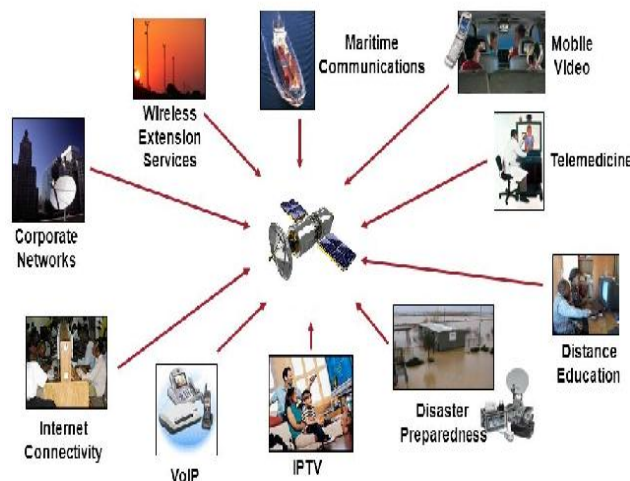 Maritime
Communications
Mobile
Video
Wireless
Extension
Services
Telemedicine
Corporate
Networks
Distance
Education
Disaster
Preparedness
Internet
Connectivity
VoIP
IPTV